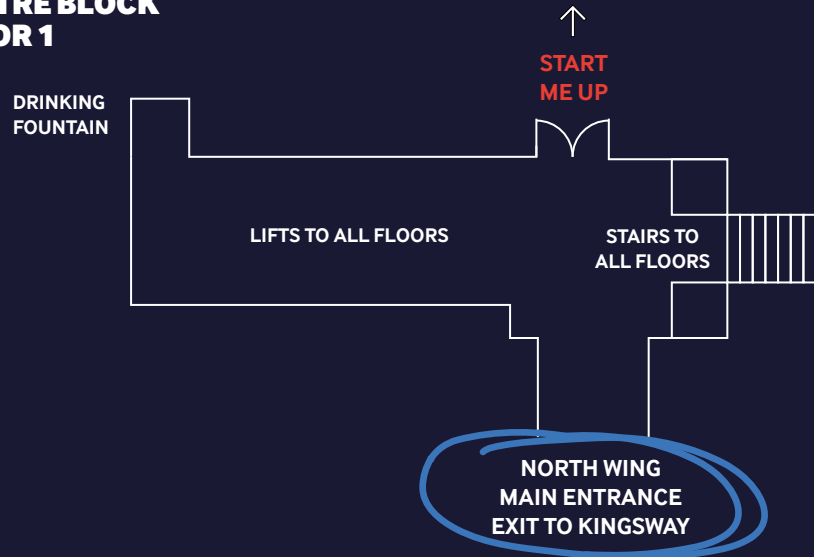 TRE BLOCK
OR 1
START
ME UP
DRINKING
FOUNTAIN
LIFTS TO ALL FLOORS
STAIRS TO
ALL FLOORS
NORTH WING
MAIN ENTRANCE
EXIT TO KINGSWAY